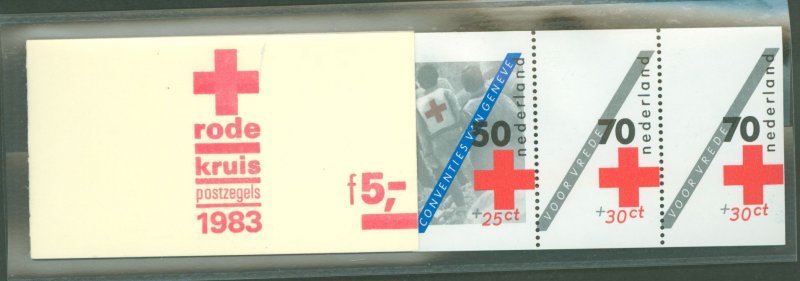 rode
kruis
postzegels
1983
f5,-
CONVENTIES VAN GENEVE
50
nederland
+25ct
VOOR VREDE
70
nederland
+30ct
VOOR VREDE
70
nederland
+30ct